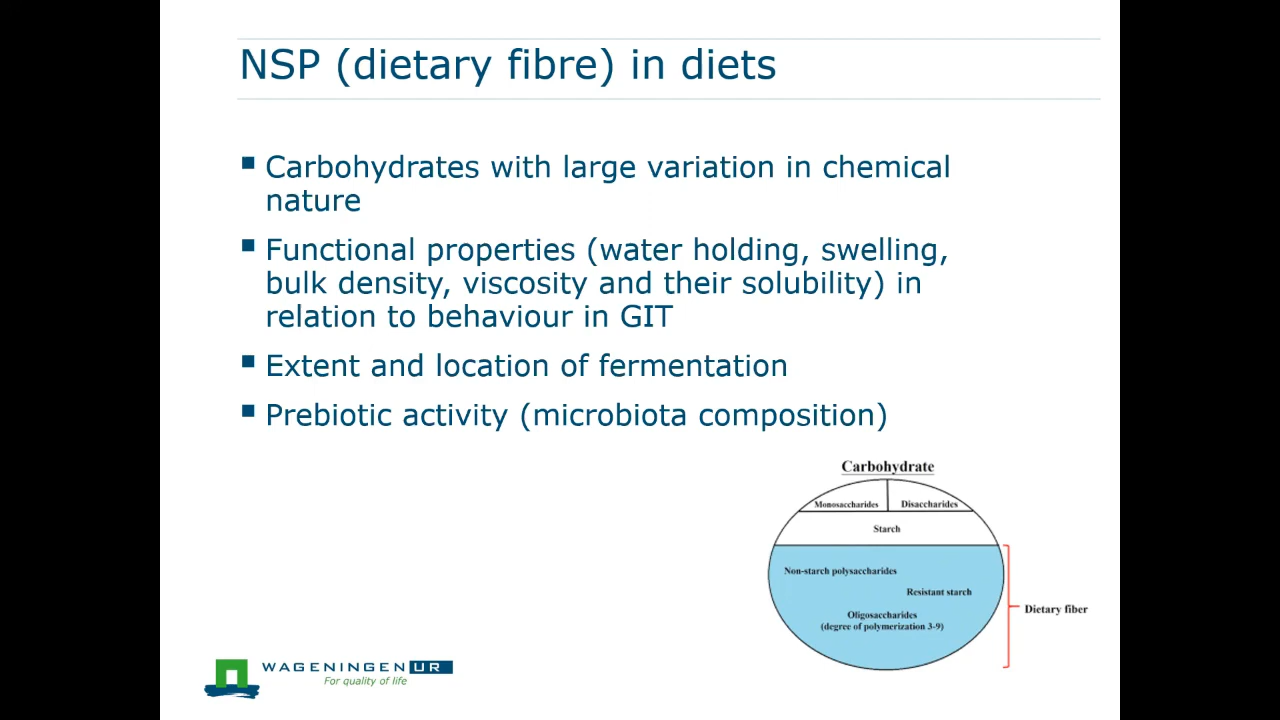 NSP (dietary fibre) in diets
Carbohydrates with large variation in chemical
nature
Functional properties (water holding, swelling,
bulk density, viscosity and their solubility) in
relation to behaviour in GIT
Extent and location of fermentation
Prebiotic activity (microbiota composition)
Carbohydrate
Monosaccharides
Disaccharides
Starch
Non-starch polysaccharides
Resistant starch
Oligosaccharides
(degree of polymerization 3-9)
Dietary fiber
WAGENINGEN UR
For quality of life